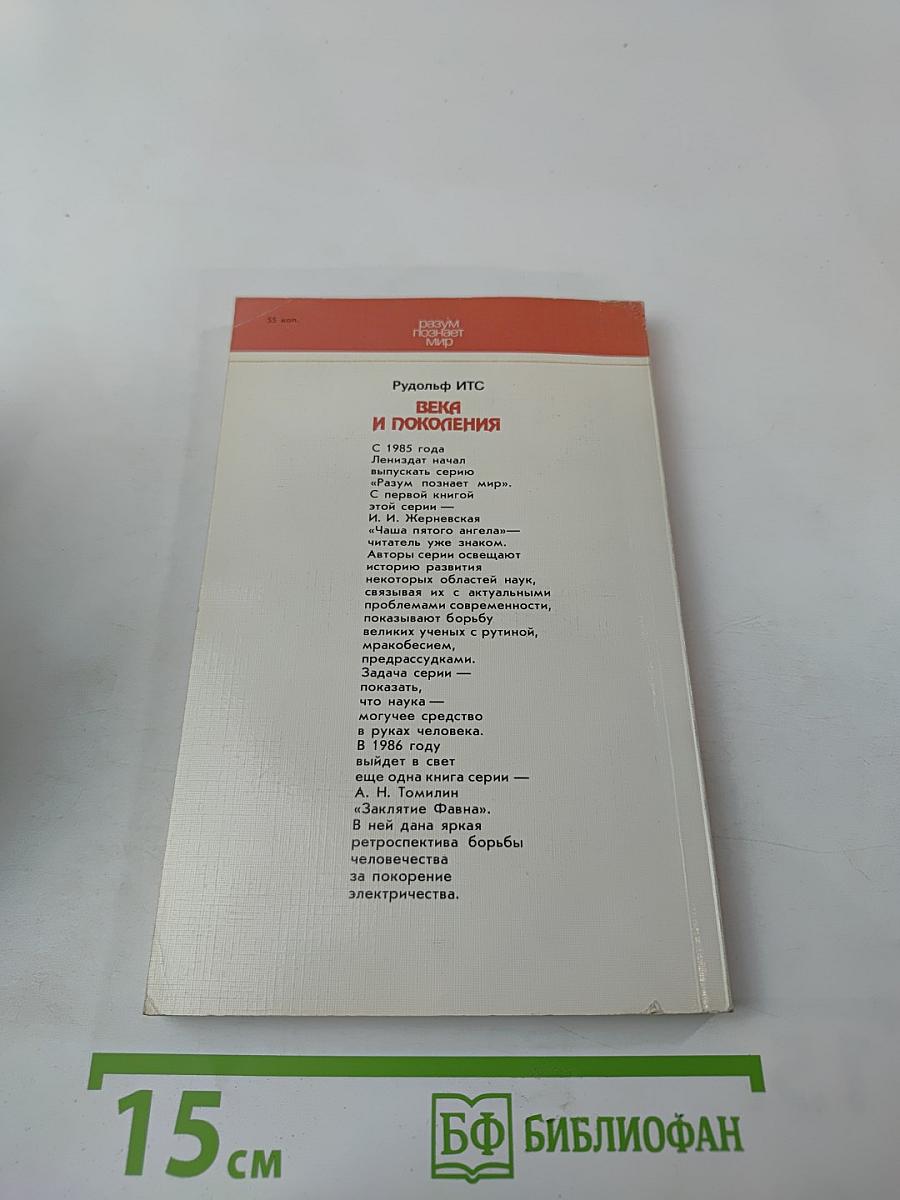 55 коп.
разум
познает
мир
Рудольф ИТС
ВЕКА
И ПОКОЛЕНИЯ
С 1985 года
Лениздат начал
выпускать серию
«Разум познает мир».
С первой книгой
этой серии —
И. И. Жерневская
«Чаша пятого ангела»—
читатель уже знаком.
Авторы серии освещают
историю развития
некоторых областей наук,
связывая их с актуальными
проблемами современности,
показывают борьбу
великих ученых с рутиной,
мракобесием,
предрассудками.
Задача серии —
показать,
что наука —
могучее средство
в руках человека.
В 1986 году
выйдет в свет
еще одна книга серии —
А. Н. Томилин
«Заклятие Фавна».
В ней дана яркая
ретроспектива борьбы
человечества
за покорение
электричества.
15 см
БФ БИБЛИОФАН